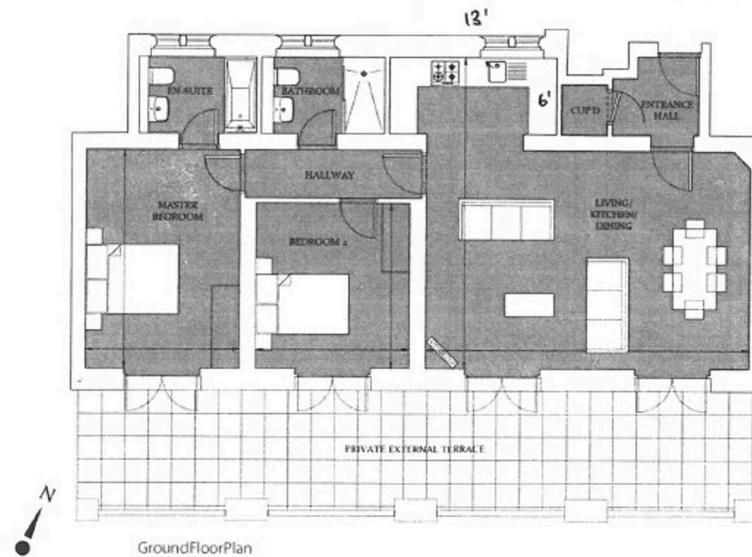 13'
EN-SUITE
BATHROOM
6'
CUP'D
ENTRANCE
HALL
HALLWAY
MASTER
BEDROOM
LIVING/
KITCHEN/
DINING
BEDROOM 2
PRIVATE EXTERNAL TERRACE
N
GroundFloorPlan